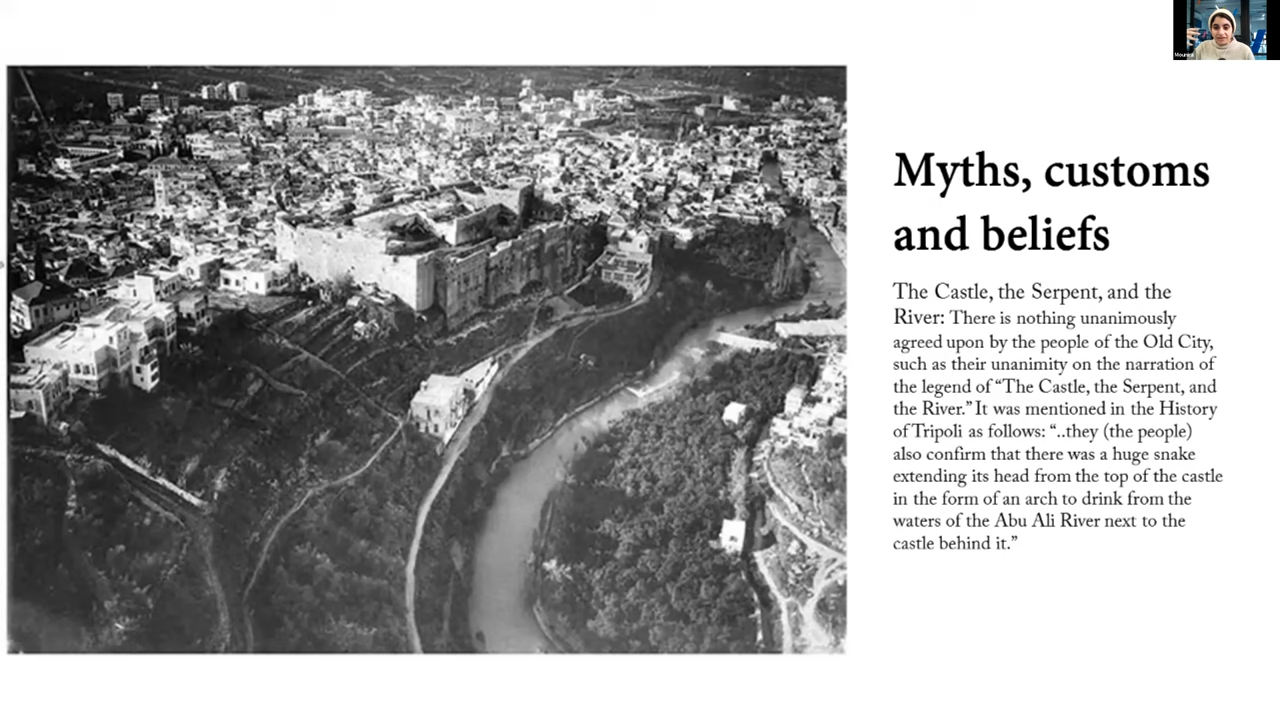 Mounir
Myths, customs
and beliefs
The Castle, the Serpent, and the
River: There is nothing unanimously
agreed upon by the people of the Old City,
such as their unanimity on the narration of
the legend of “The Castle, the Serpent, and
the River.” It was mentioned in the History
of Tripoli as follows: “..they (the people)
also confirm that there was a huge snake
extending its head from the top of the castle
in the form of an arch to drink from the
waters of the Abu Ali River next to the
castle behind it.”